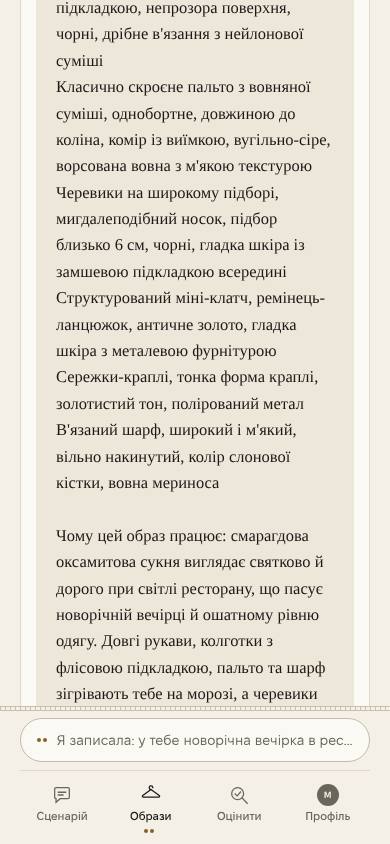 підкладкою, непрозора поверхня,
чорні, дрібне в'язання з нейлонової
суміші
Класично скроєне пальто з вовняної
суміші, однобортне, довжиною до
коліна, комір із виїмкою, вугільно-сіре,
ворсована вовна з м'якою текстурою
Черевики на широкому підборі,
мигдалеподібний носок, підбор
близько 6 см, чорні, гладка шкіра із
замшевою підкладкою всередині
Структурований міні-клатч, ремінець-
ланцюжок, античне золото, гладка
шкіра з металевою фурнітурою
Сережки-краплі, тонка форма краплі,
золотистий тон, полірований метал
В'язаний шарф, широкий і м'який,
вільно накинутий, колір слонової
кістки, вовна мериноса
Чому цей образ працює: смарагдова
оксамитова сукня виглядає святково й
дорого при світлі ресторану, що пасує
новорічній вечірці й ошатному рівню
одягу. Довгі рукави, колготки з
флісовою підкладкою, пальто та шарф
зігрівають тебе на морозі, а черевики
Я записала: у тебе новорічна вечірка в рес...
Сценарій
Образи
Оцінити
М
Профіль